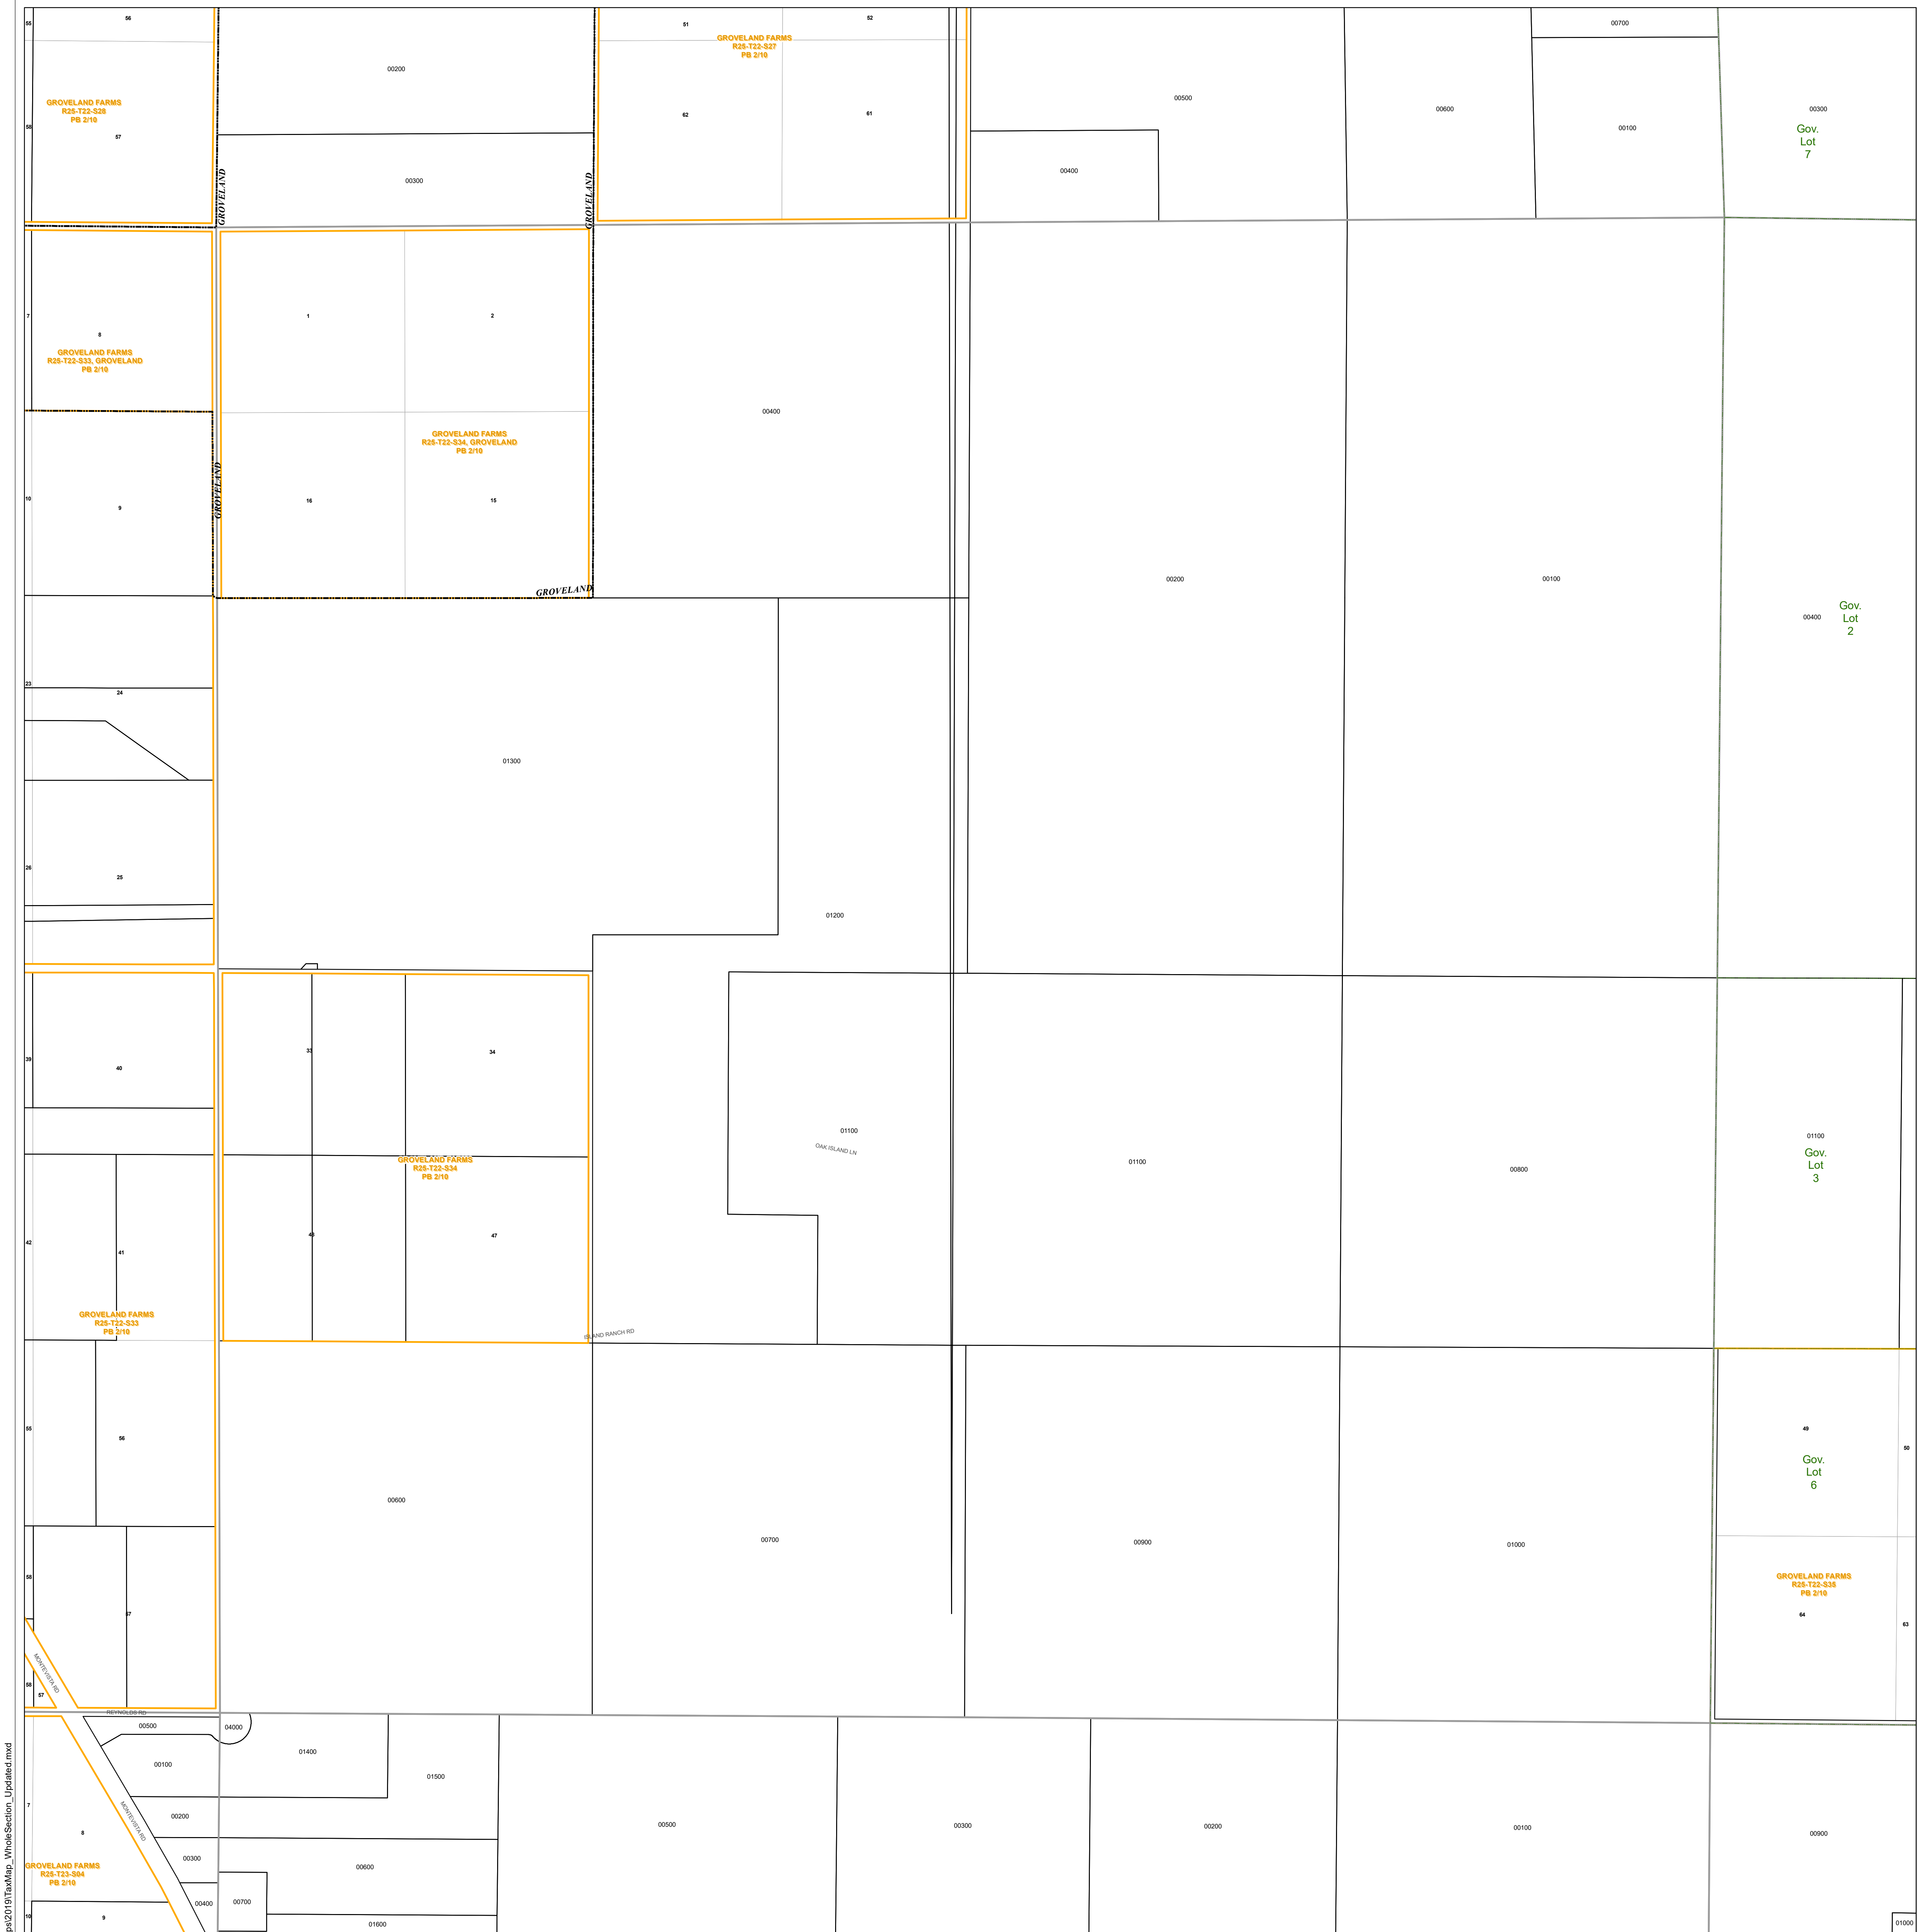 55
56
51
52
00700
GROVELAND FARMS
R25-T22-S27
PB 2/10
00200
00500
00600
00300
GROVELAND FARMS
R25-T22-S28
PB 2/10
58
57
62
61
00100
Gov.
Lot
7
00400
00300
GROVELAND
GROVELAND
7
8
1
2
GROVELAND FARMS
R25-T22-S33, GROVELAND
PB 2/10
00400
GROVELAND FARMS
R25-T22-S34, GROVELAND
PB 2/10
10
9
GROVELAND
16
15
GROVELAND
00200
00100
00400
Gov.
Lot
2
23
24
01300
26
25
01200
39
40
33
34
01100
OAK ISLAND LN
01100
00800
01100
Gov.
Lot
3
GROVELAND FARMS
R25-T22-S34
PB 2/10
42
41
48
47
GROVELAND FARMS
R25-T22-S33
PB 2/10
ISLAND RANCH RD
55
56
49
50
Gov.
Lot
6
00600
00700
00900
01000
58
57
GROVELAND FARMS
R25-T22-S35
PB 2/10
64
63
MONTEVISTA RD
58
57
REYNOLDS RD
00500
04000
01400
00100
01500
7
8
MONTEVISTA RD
00200
00500
00300
00200
00100
00900
00300
00600
GROVELAND FARMS
R25-T23-S04
PB 2/10
00400
00700
10
9
01600
01000
ps\2019\TaxMap_WholeSection_Updated.mxd